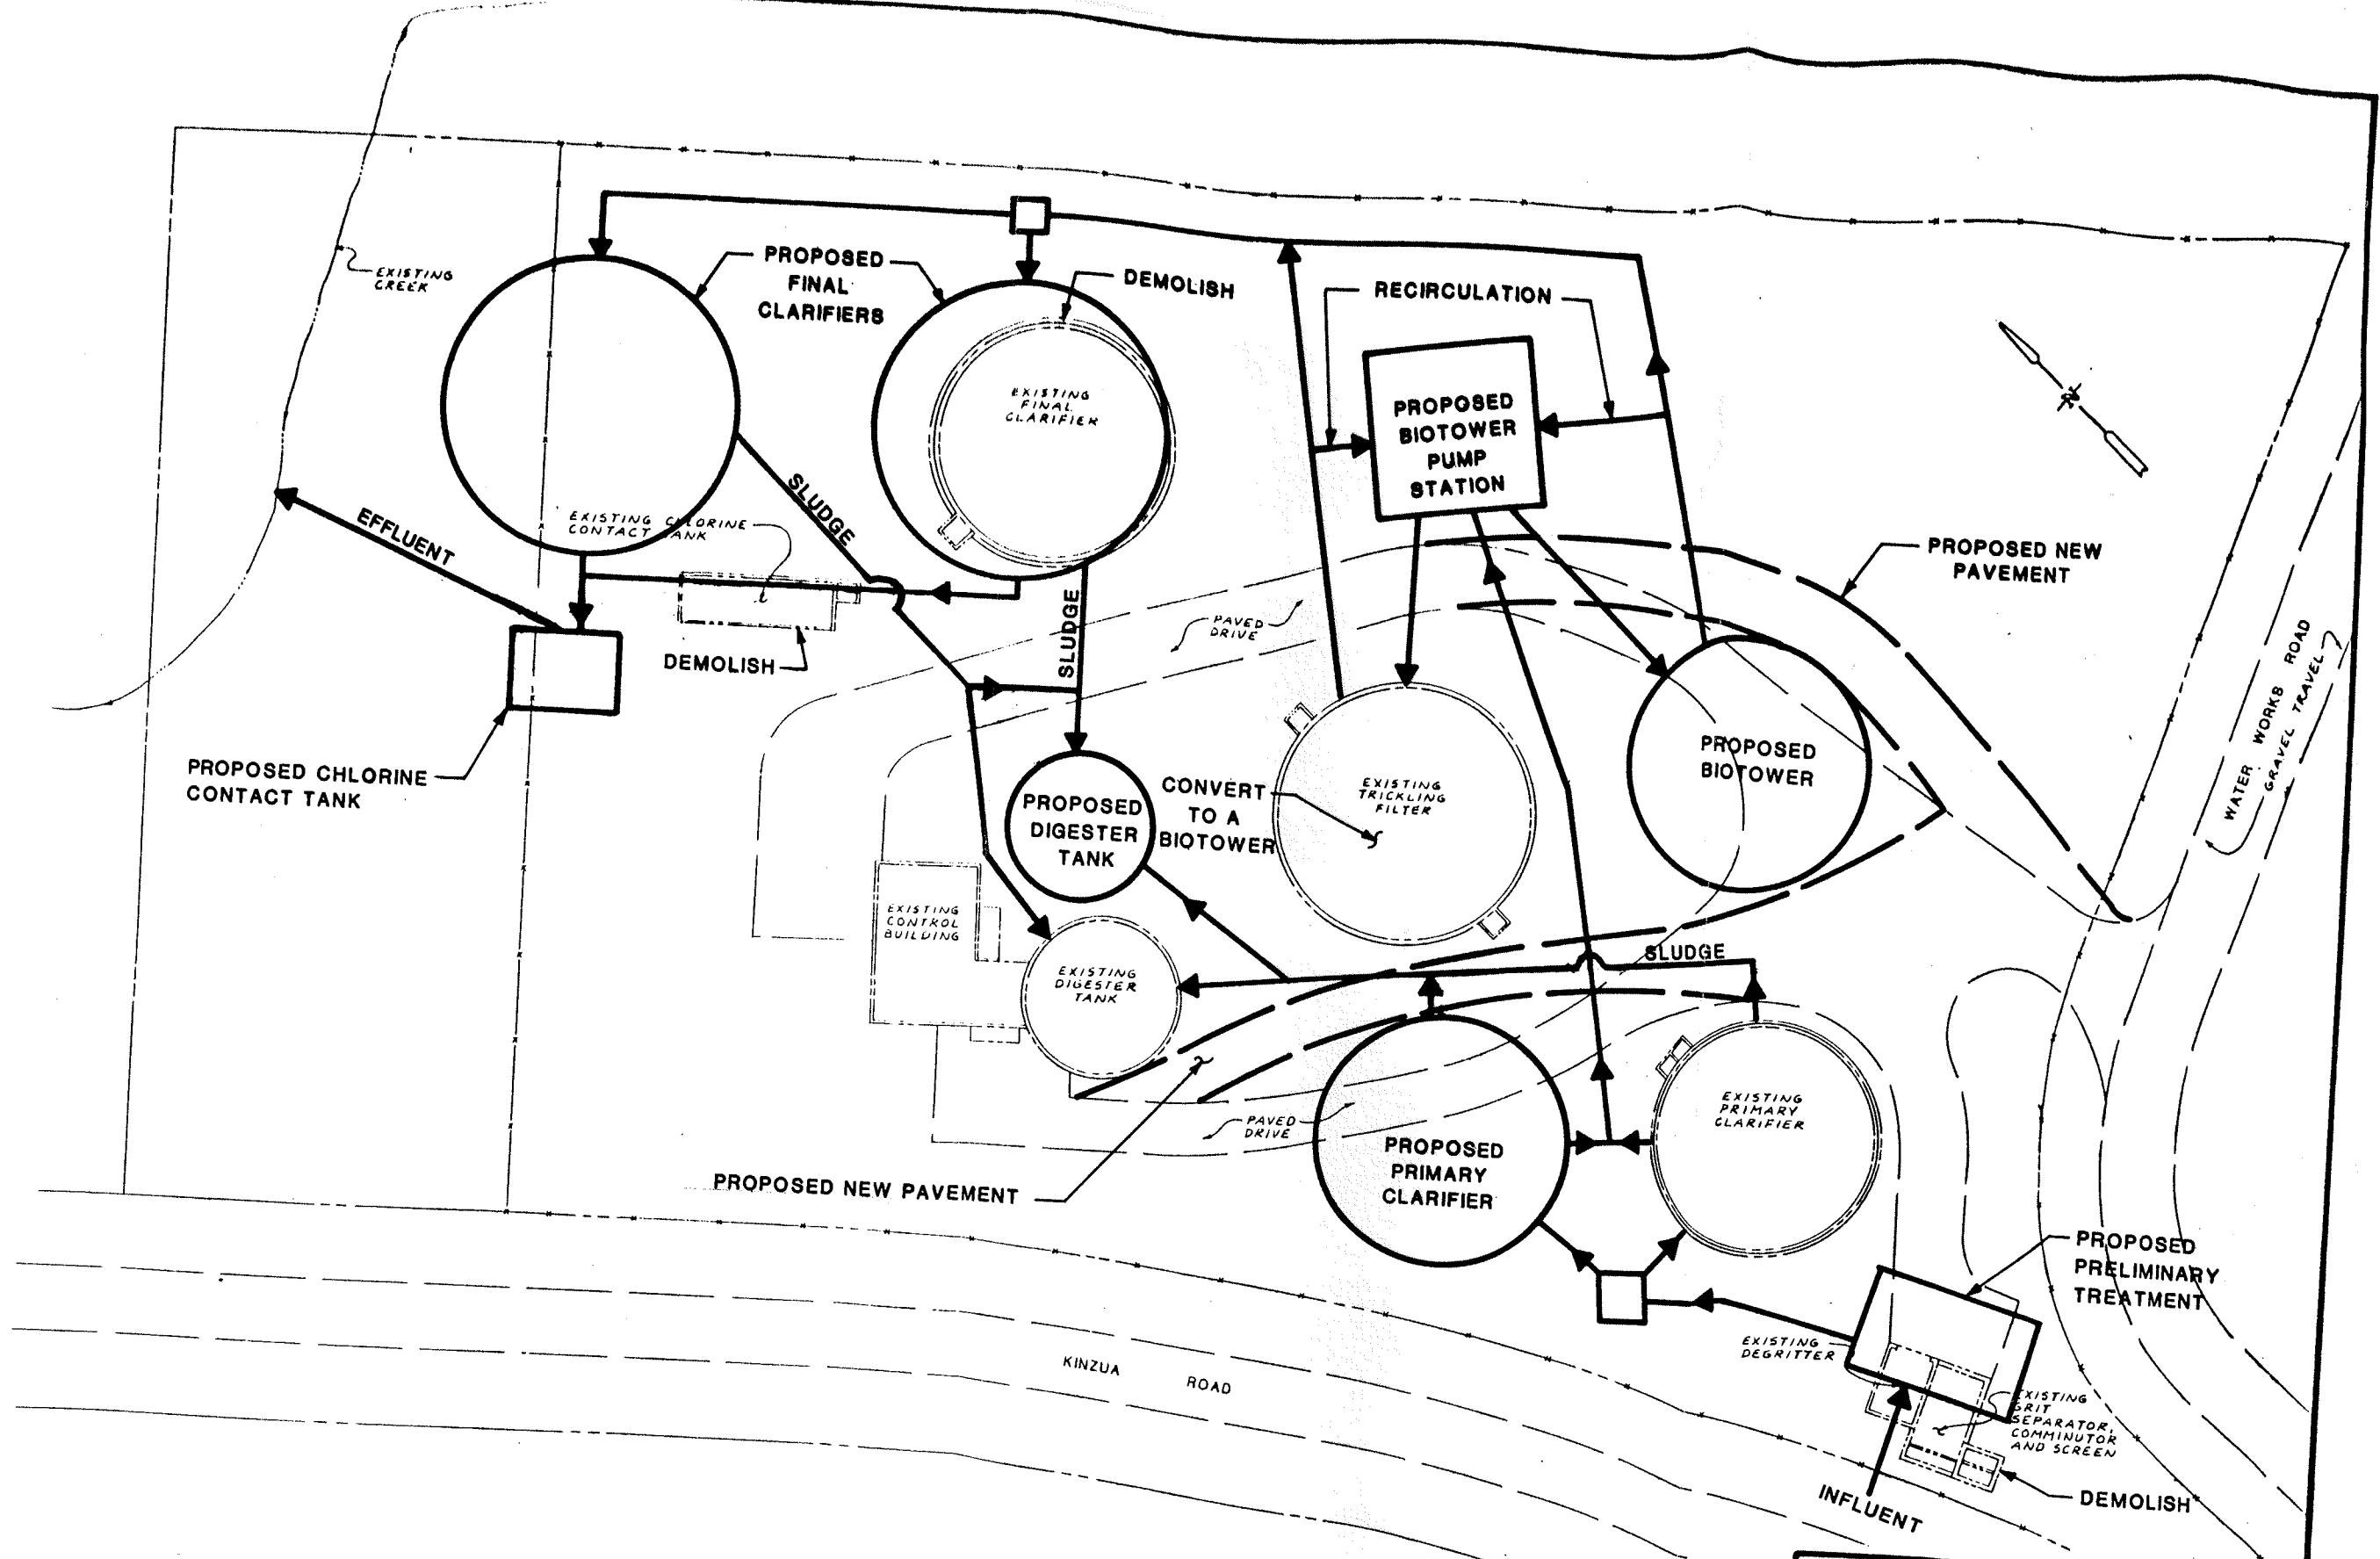 PROPOSED
FINAL
CLARIFIERS
DEMOLISH
RECIRCULATION
EXISTING
CREEK
EXISTING
FINAL
CLARIFIER
PROPOSED
BIOTOWER
PUMP
STATION
SLUDGE
EFFLUENT
EXISTING CHLORINE
CONTACT TANK
PROPOSED NEW
PAVEMENT
DEMOLISH
SLUDGE
PAVED
DRIVE
WATER WORKS ROAD
GRAVEL TRAVEL
PROPOSED CHLORINE
CONTACT TANK
PROPOSED
DIGESTER
TANK
CONVERT
TO A
BIOTOWER
EXISTING
TRICKLING
FILTER
PROPOSED
BIOTOWER
EXISTING
CONTROL
BUILDING
EXISTING
DIGESTER
TANK
SLUDGE
PAVED
DRIVE
PROPOSED
PRIMARY
CLARIFIER
EXISTING
PRIMARY
CLARIFIER
PROPOSED NEW PAVEMENT
PROPOSED
PRELIMINARY
TREATMENT
EXISTING
DEGRITTER
KINZUA ROAD
EXISTING
GRIT
SEPARATOR,
COMMINUTOR
AND SCREEN
INFLUENT
DEMOLISH